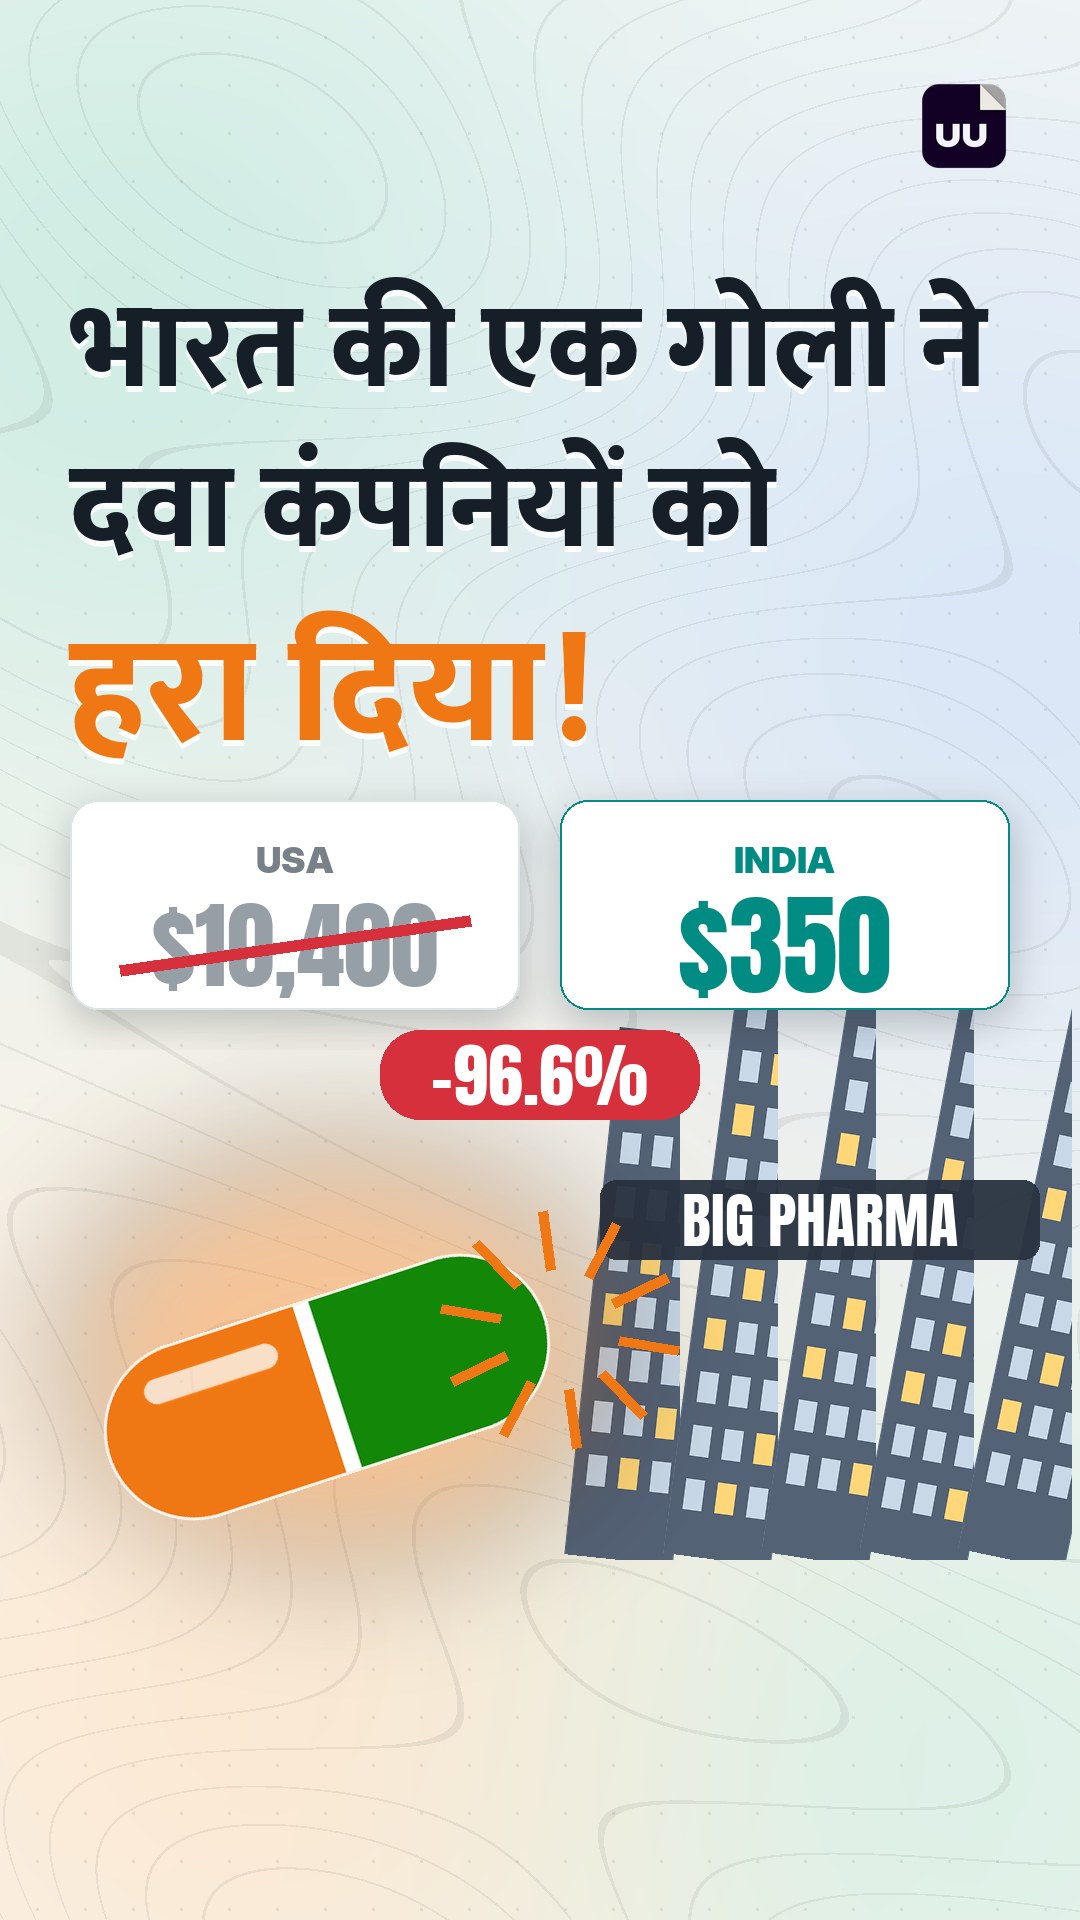 UU
भारत की एक गोली ने
दवा कंपनियों को
हरा दिया!
USA
$10,400
INDIA
$350
-96.6%
BIG PHARMA